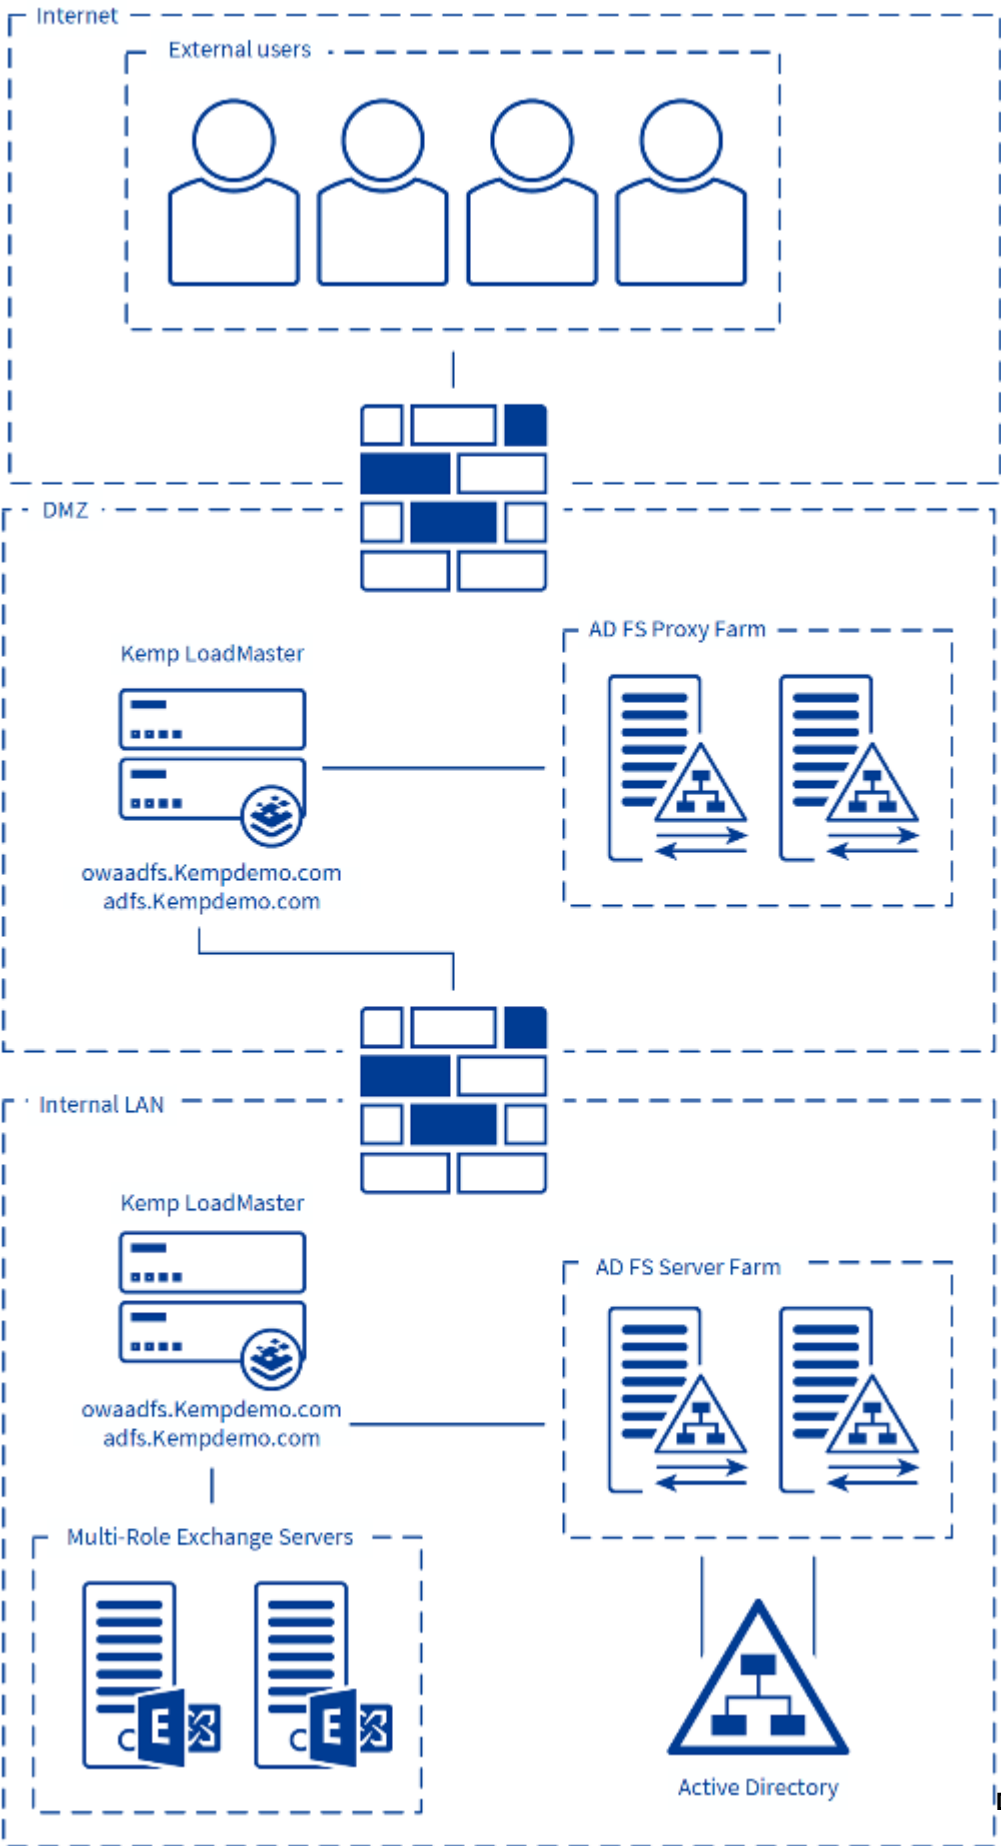 Internet
External users
DMZ
AD FS Proxy Farm
Kemp LoadMaster
owaadfs.Kempdemo.com
adfs.Kempdemo.com
Internal LAN
Kemp LoadMaster
AD FS Server Farm
owaadfs.Kempdemo.com
adfs.Kempdemo.com
Multi-Role Exchange Servers
E
E
Active Directory